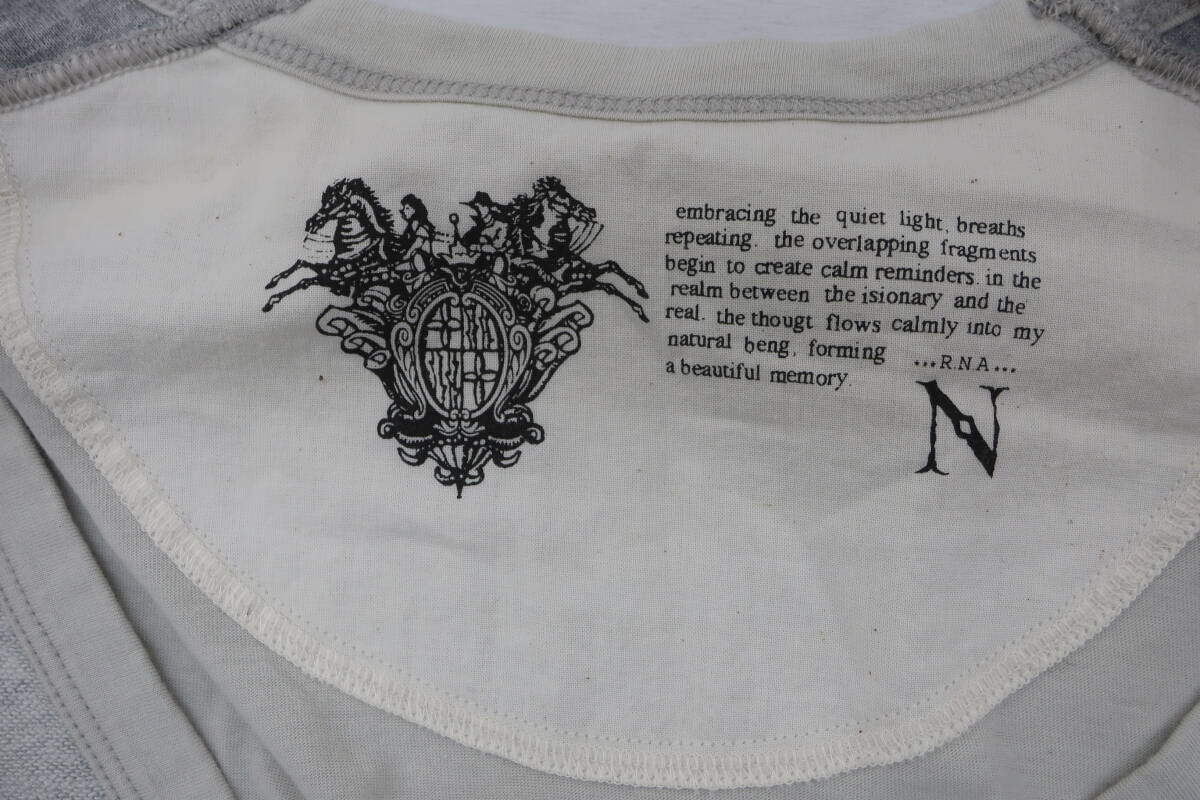 embracing the quiet light, breaths
repeating. the overlapping fragments
begin to create calm reminders. in the
realm between the isionary and the
real. the thougt flows calmly into my
natural beng, forming
a beautiful memory.
...R.N.A...
N